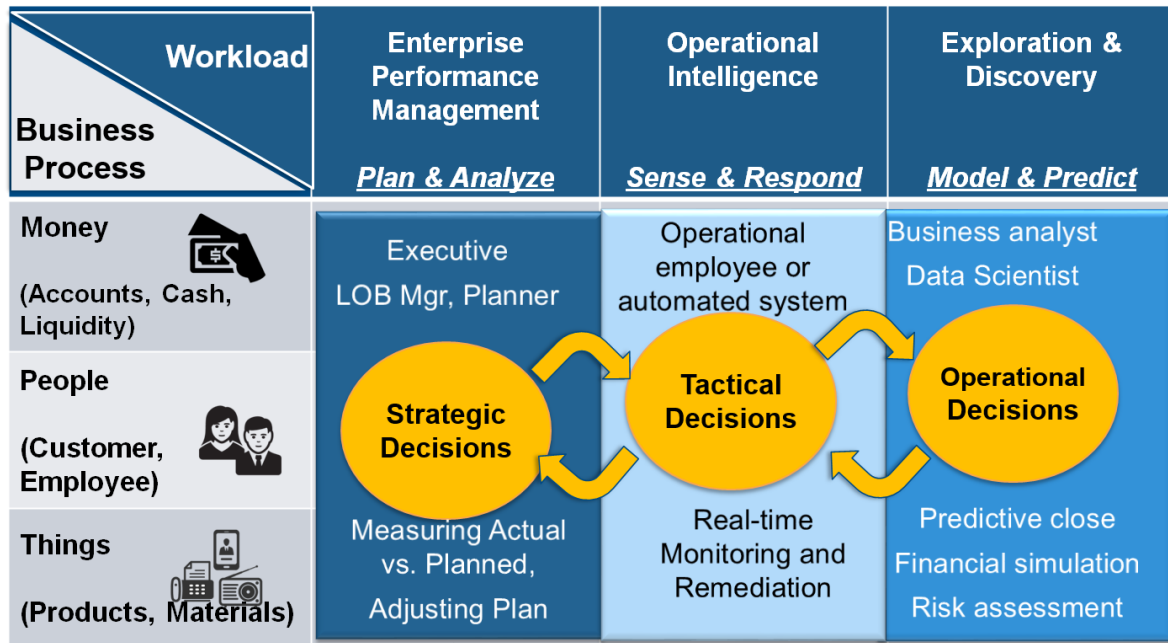 Workload
Business
Process
Enterprise
Performance
Management
Plan & Analyze
Operational
Intelligence
Sense & Respond
Exploration &
Discovery
Model & Predict
Money
(Accounts, Cash,
Liquidity)
People
(Customer,
Employee)
Things
(Products, Materials)
Executive
LOB Mgr, Planner
Strategic
Decisions
Measuring Actual
vs. Planned,
Adjusting Plan
Operational
employee or
automated system
Tactical
Decisions
Real-time
Monitoring and
Remediation
Business analyst
Data Scientist
Operational
Decisions
Predictive close
Financial simulation
Risk assessment